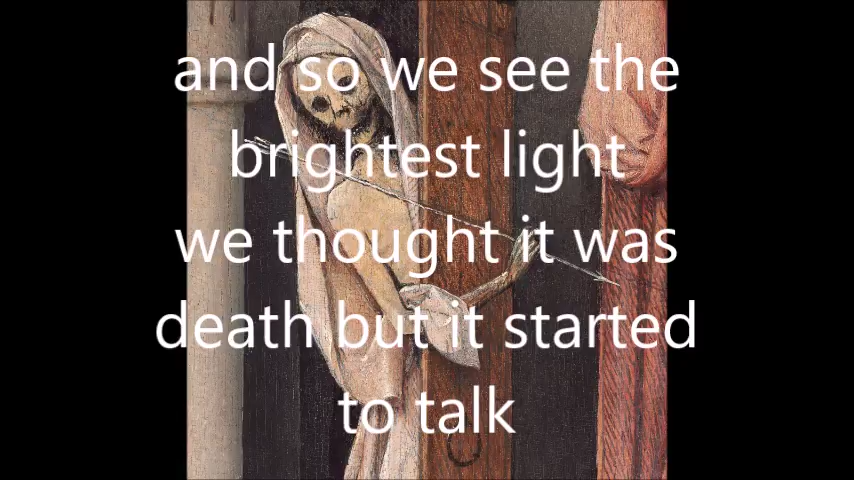 and so we see the
brightest light
we thought it was
death but it started
to talk